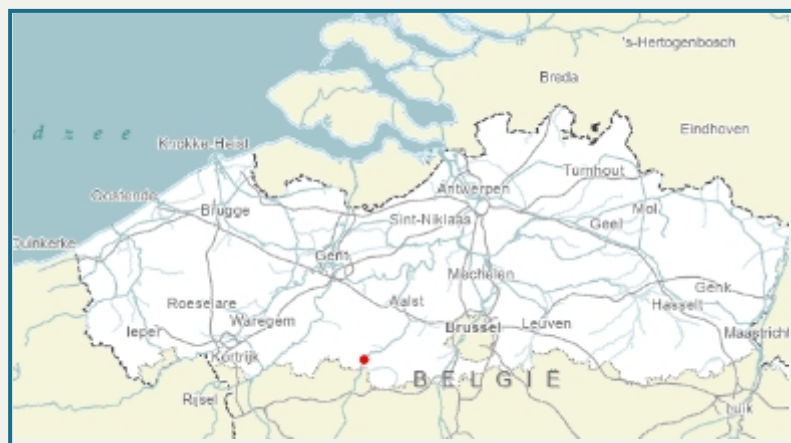 's-Hertogenbosch
Breda
Eindhoven
d z e e
Knokke-Heist
Turnhout
Antwerpen
Oostende
Mol
Brugge
Sint-Niklaas
Geel
Duinkerke
Gent
Mechelen
Genk
Roeselare
Aalst
Hasselt
Waregem
Brussel
Leuven
Ieper
Maastricht
Kortrijk
BELGIË
Rijsel
Luik